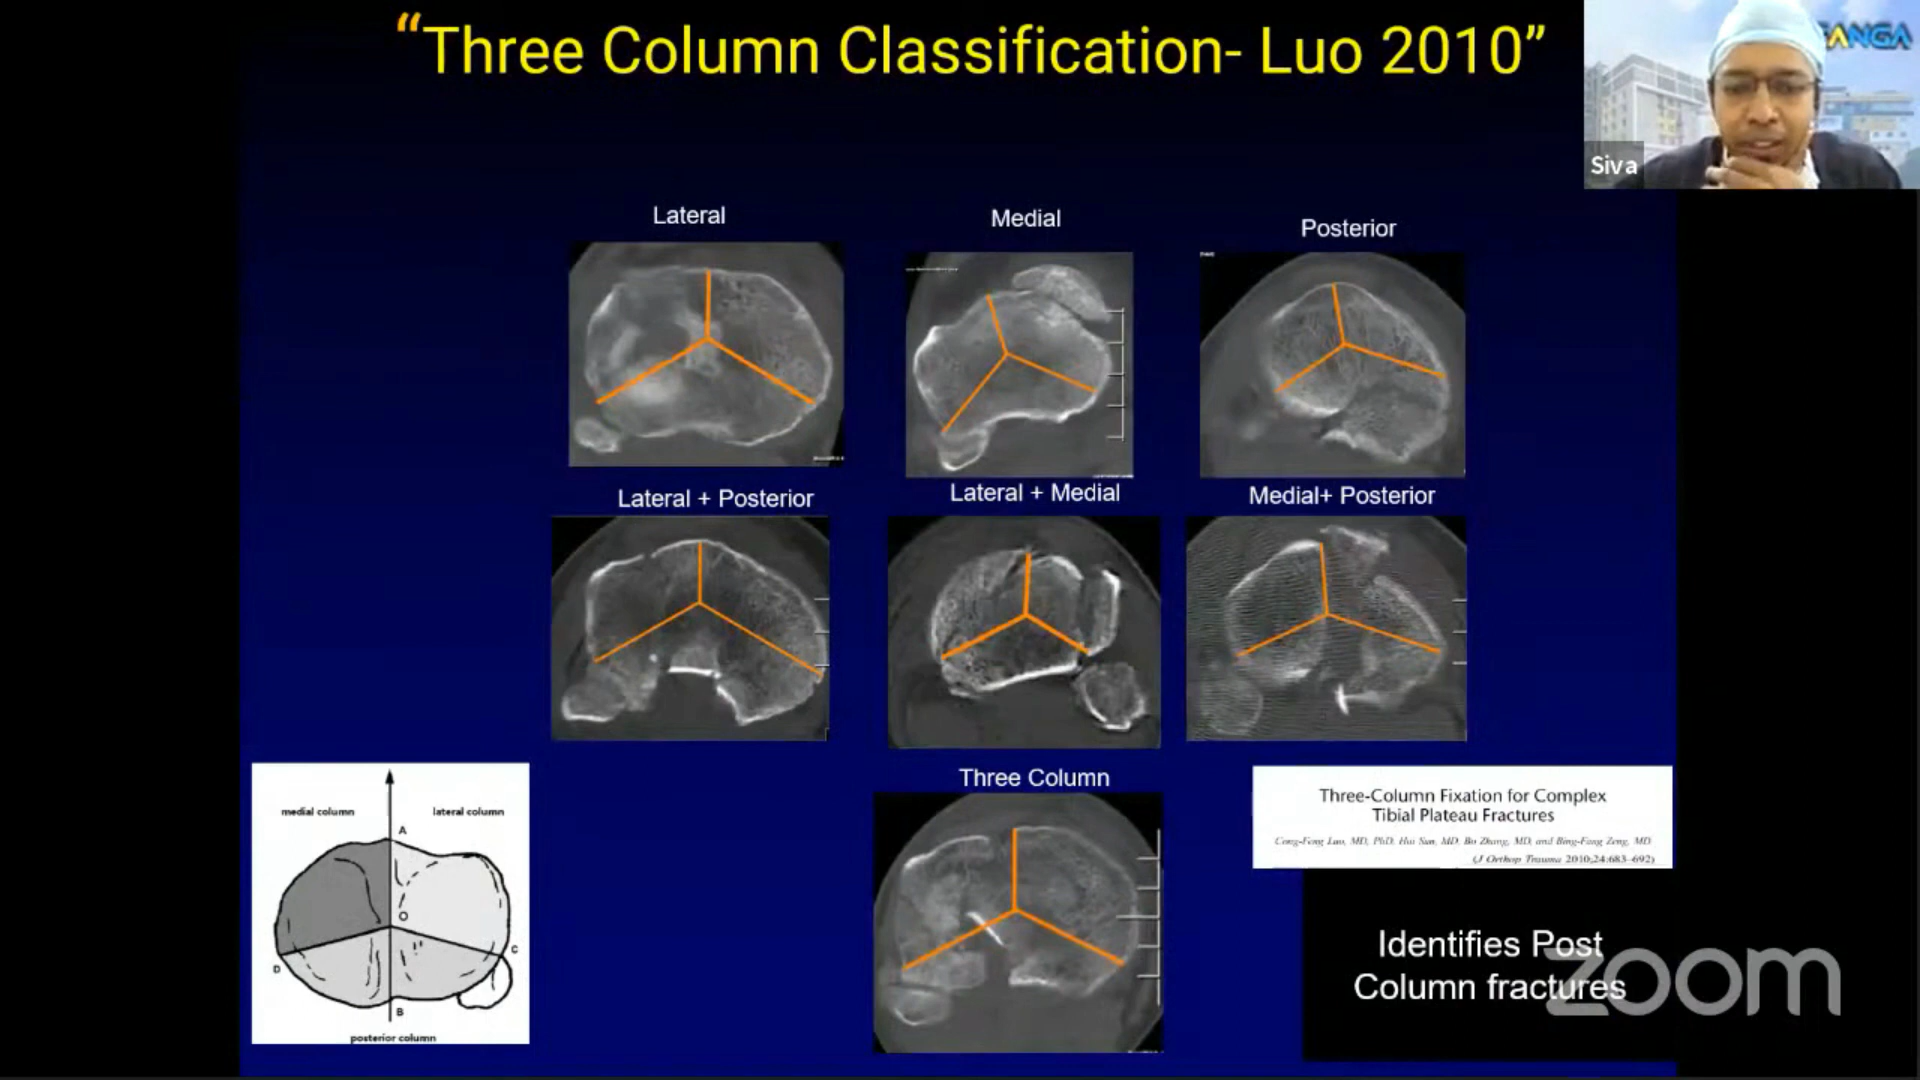 “Three Column Classification- Luo 2010”
FANGA
Siva
Lateral
Medial
Posterior
Lateral + Posterior
Lateral + Medial
Medial+ Posterior
Three Column
medial column
lateral column
A
O
C
D
B
posterior column
Three-Column Fixation for Complex
Tibial Plateau Fractures
Cong-Feng Luo, MD, PhD, Hui Sun, MD, Bo Zhang, MD, and Bing-Fang Zeng, MD
(J Orthop Trauma 2010;24:683–692)
Identifies Post
Column fractures
zoom